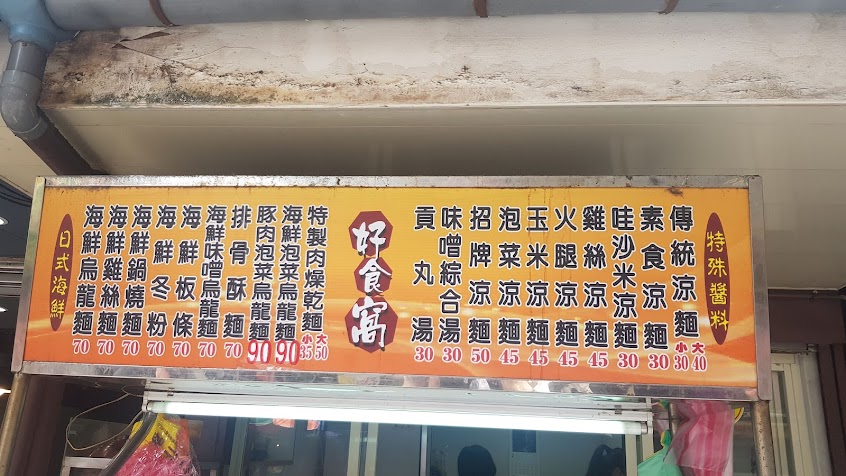 特殊醬料
傳統涼麵 小30 大40
素食涼麵 30
哇沙米涼麵 30
雞絲涼麵 45
火腿涼麵 45
玉米涼麵 45
泡菜涼麵 45
招牌涼麵 50
味噌綜合湯 30
貢丸湯 30
好食窩
特製肉燥乾麵 小35 大50
海鮮泡菜烏龍麵 90
豚肉泡菜烏龍麵 90
排骨酥麵 70
海鮮味噌烏龍麵 70
海鮮板條 70
海鮮冬粉 70
海鮮鍋燒麵 70
海鮮雞絲麵 70
海鮮烏龍麵 70
日式海鮮